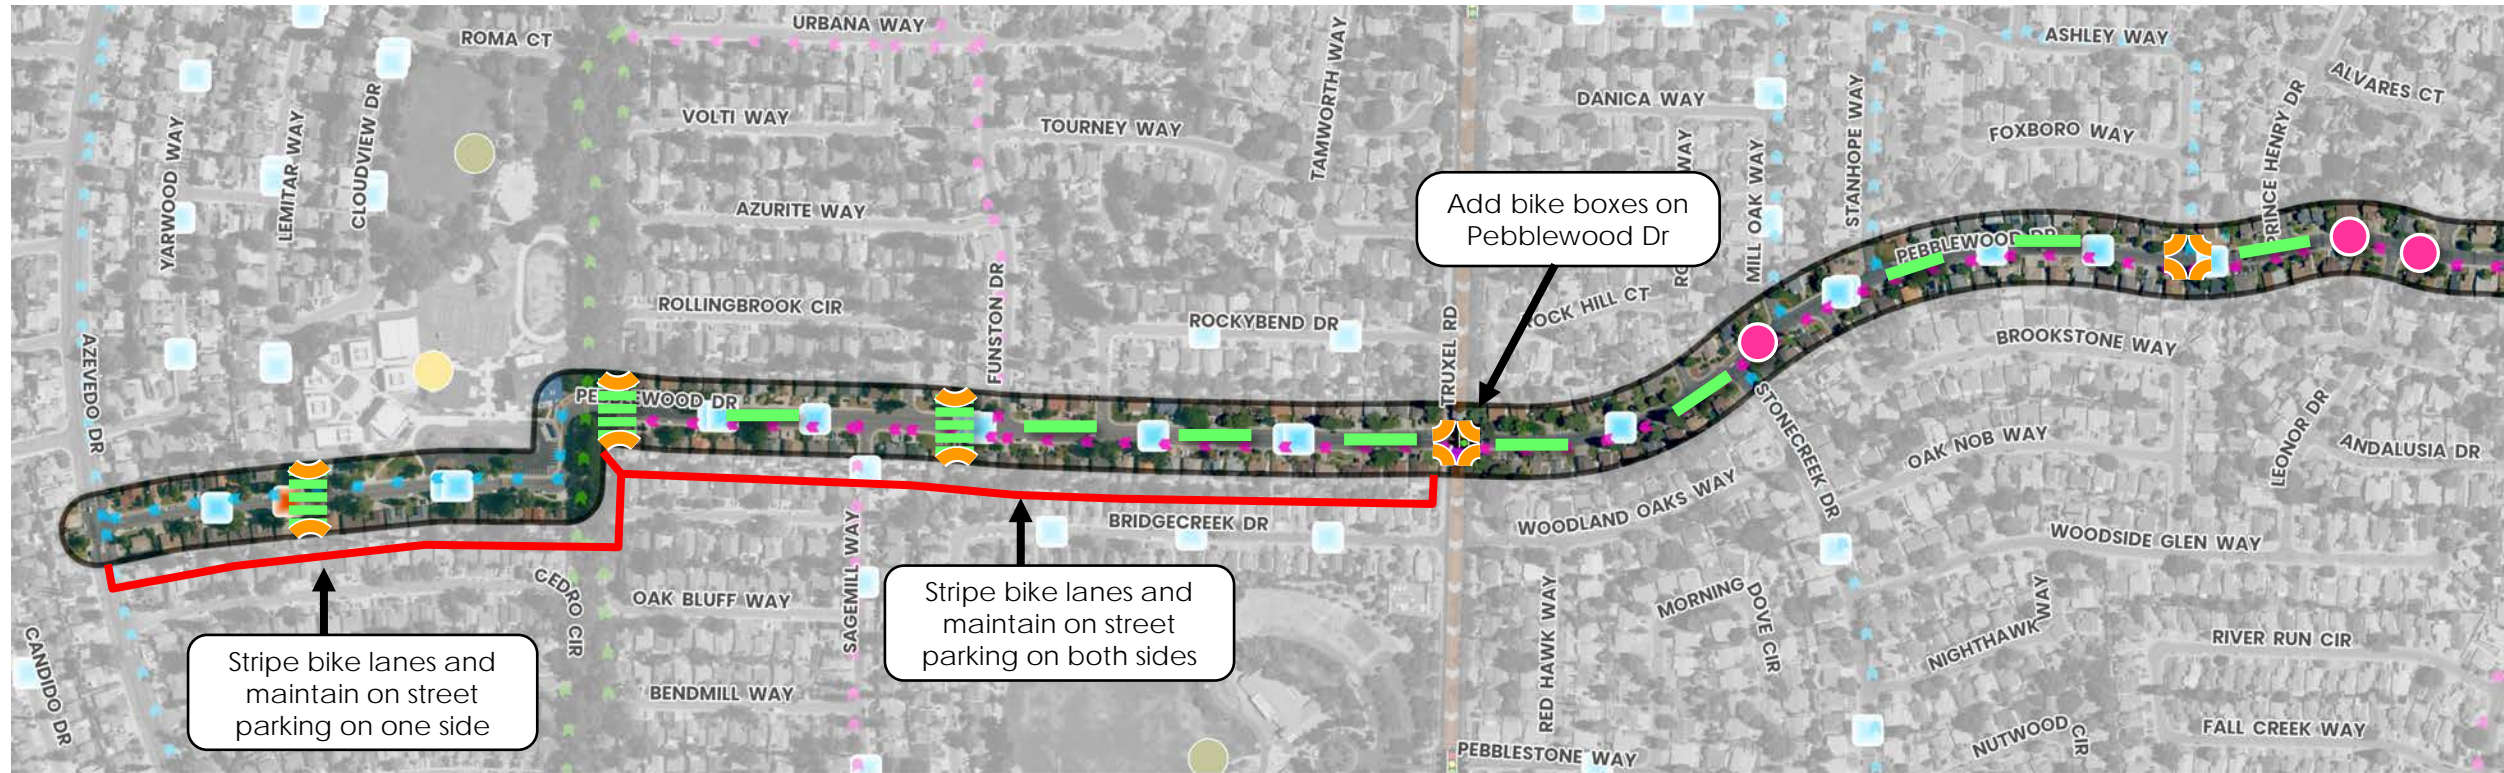 URBANA WAY
ROMA CT
ASHLEY WAY
ALVARES CT
CLOUDVIEW DR
LEMITAR WAY
YARWOOD WAY
VOLTI WAY
TOURNEY WAY
TAMWORTH WAY
DANICA WAY
WAY
MILL OAK WAY
STANHOPE WAY
FOXBORO WAY
PRINCE HENRY DR
AZURITE WAY
Add bike boxes on
Pebblewood Dr
PEBBLEWOOD DR
FUNSTON DR
ROLLINGBROOK CIR
ROCKYBEND DR
TRUXEL RD
ROCK HILL CT
BROOKSTONE WAY
AZEVEDO DR
STONECREEK DR
OAK NOB WAY
LEONOR DR
ANDALUSIA DR
WOODLAND OAKS WAY
BRIDGECREEK DR
WOODSIDE GLEN WAY
CEDRO CIR
OAK BLUFF WAY
SAGEMILL WAY
Stripe bike lanes and
maintain on street
parking on both sides
RED HAWK WAY
MORNING DOVE CIR
NIGHTHAWK WAY
RIVER RUN CIR
CANDIDO DR
Stripe bike lanes and
maintain on street
parking on one side
BENDMILL WAY
PEBBLESTONE WAY
NUTWOOD CIR
FALL CREEK WAY